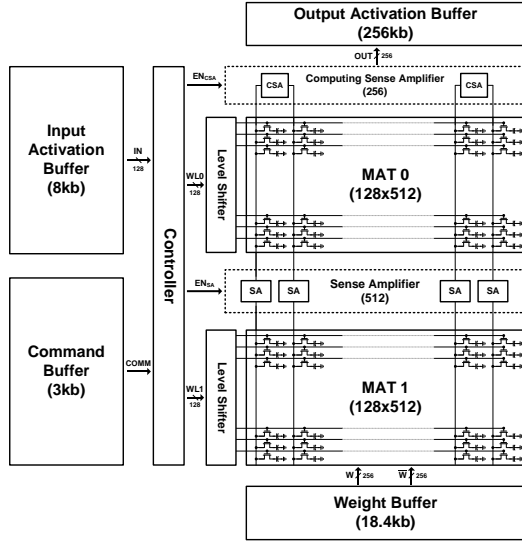 Output Activation Buffer
(256kb)
OUT 256
EN_CSA
CSA
Computing Sense Amplifier
(256)
CSA
Input
Activation
Buffer
(8kb)
IN
128
Controller
WL0
128
Level Shifter
MAT 0
(128x512)
EN_SA
Sense Amplifier
(512)
SA
SA
SA
SA
Command
Buffer
(3kb)
COMM
WL1
128
Level Shifter
MAT 1
(128x512)
W 256
W̅ 256
Weight Buffer
(18.4kb)